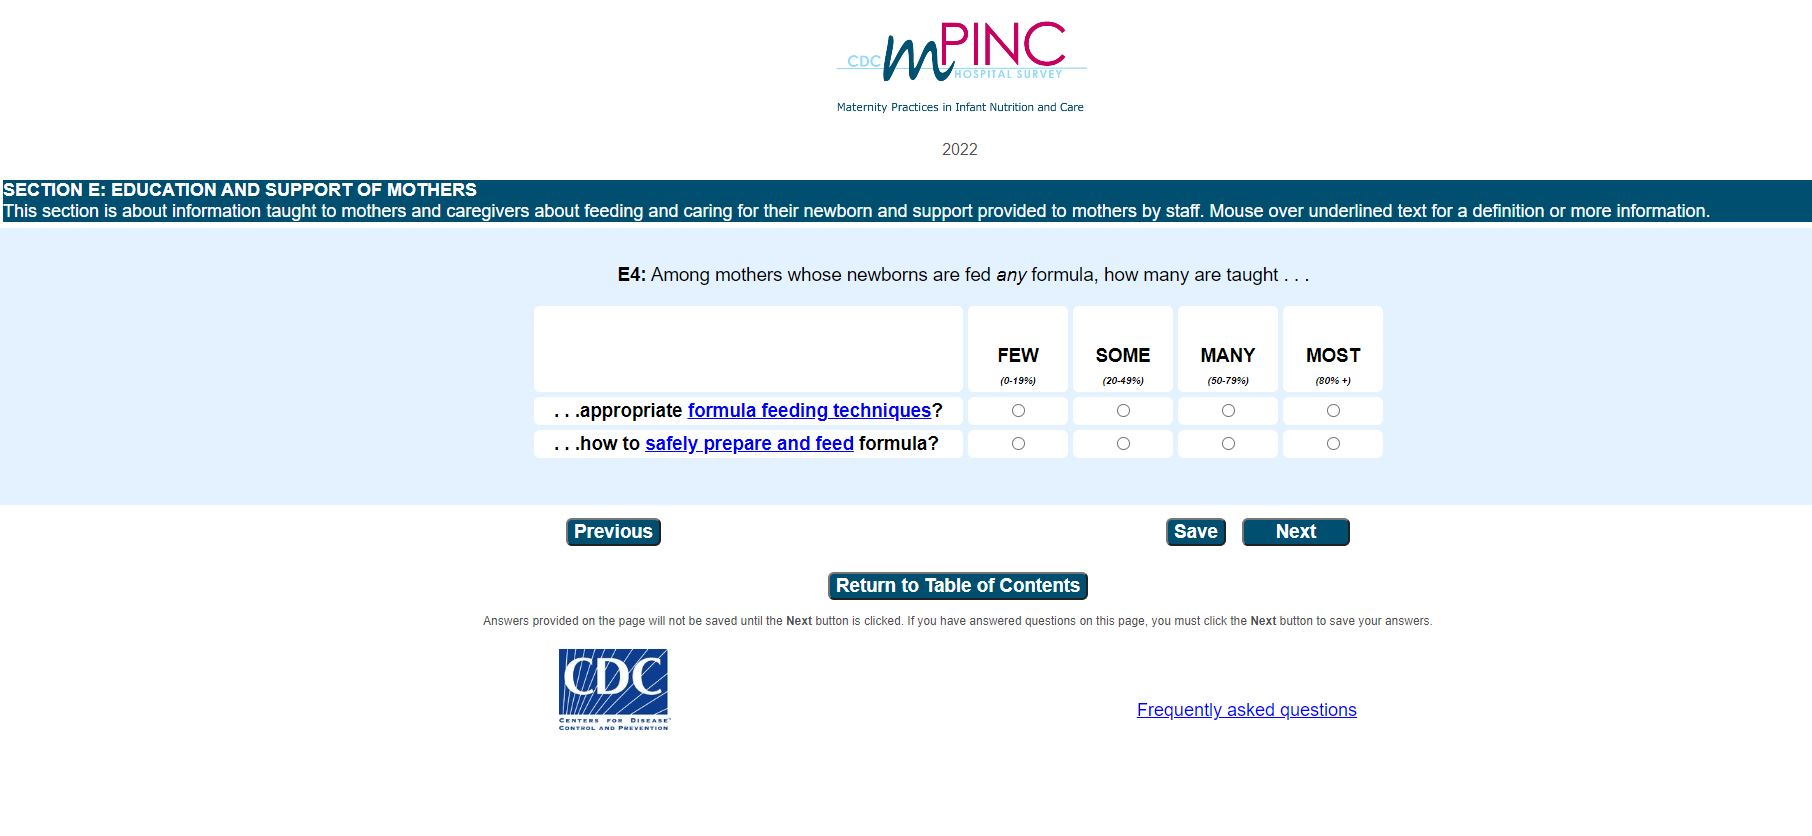 CDC mPINC
HOSPITAL SURVEY
Maternity Practices in Infant Nutrition and Care
2022
SECTION E: EDUCATION AND SUPPORT OF MOTHERS
This section is about information taught to mothers and caregivers about feeding and caring for their newborn and support provided to mothers by staff. Mouse over underlined text for a definition or more information.
E4: Among mothers whose newborns are fed any formula, how many are taught . . .
FEW SOME MANY MOST
(0-19%) (20-49%) (50-79%) (80% +)
. . .appropriate formula feeding techniques?
. . .how to safely prepare and feed formula?
Previous Save Next
Return to Table of Contents
Answers provided on the page will not be saved until the Next button is clicked. If you have answered questions on this page, you must click the Next button to save your answers.
CDC
CENTERS FOR DISEASE™
CONTROL AND PREVENTION
Frequently asked questions